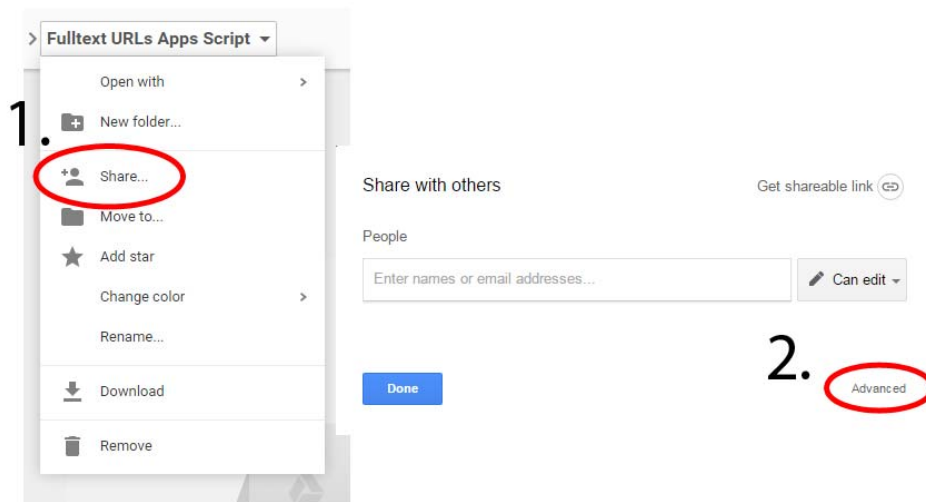 Fulltext URLs Apps Script
Open with
1.
New folder...
Share...
Move to...
Add star
Change color
Rename...
Download
Remove
Share with others
Get shareable link
People
Enter names or email addresses...
Can edit
2.
Done
Advanced